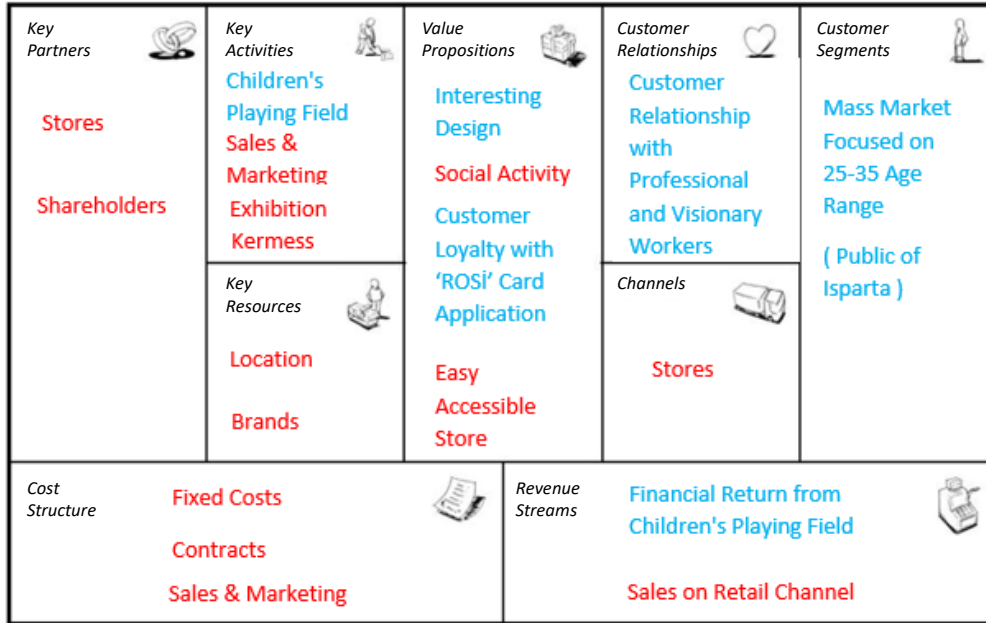 Key
Partners
Stores
Shareholders
Key
Activities
Children's
Playing Field
Sales &
Marketing
Exhibition
Kermess
Key
Resources
Location
Brands
Value
Propositions
Interesting
Design
Social Activity
Customer
Loyalty with
‘ROSİ’ Card
Application
Easy
Accessible
Store
Customer
Relationships
Customer
Relationship
with
Professional
and Visionary
Workers
Channels
Stores
Customer
Segments
Mass Market
Focused on
25-35 Age
Range
( Public of
Isparta )
Cost
Structure
Fixed Costs
Contracts
Sales & Marketing
Revenue
Streams
Financial Return from
Children's Playing Field
Sales on Retail Channel